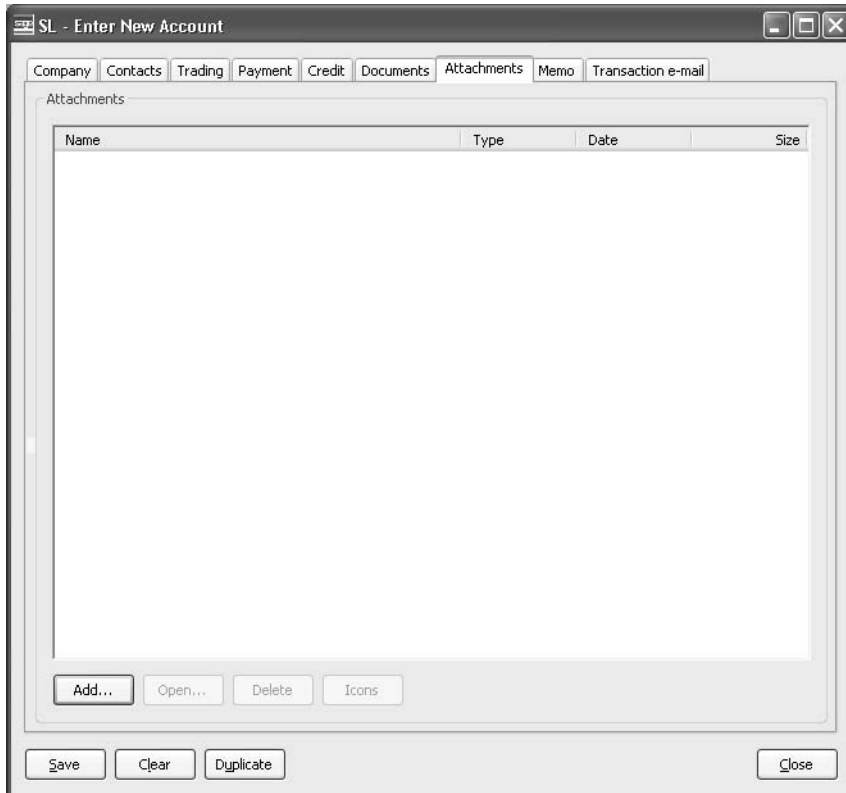 SL - Enter New Account
Company Contacts Trading Payment Credit Documents Attachments Memo Transaction e-mail
Attachments
Name Type Date Size
Add... Open... Delete Icons
Save Clear Duplicate Close